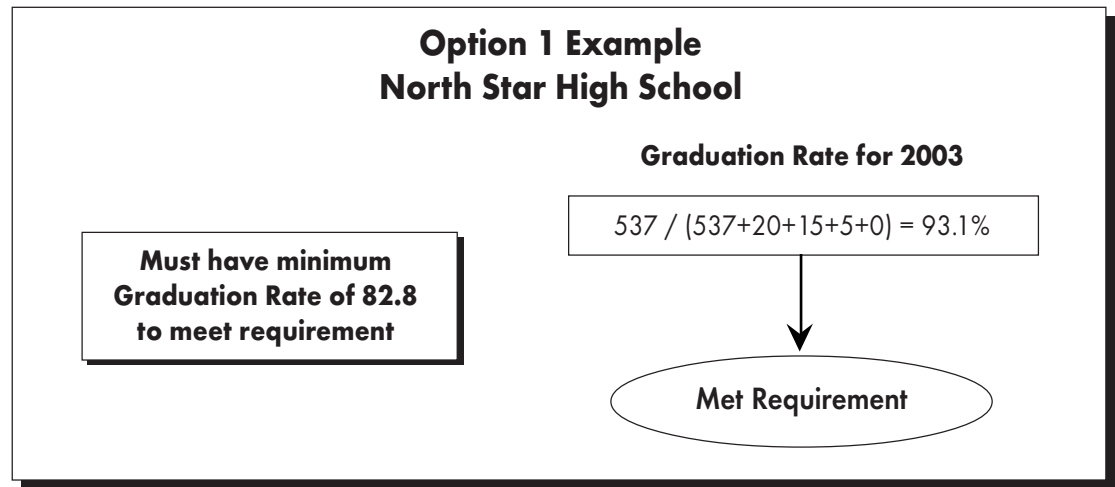 Option 1 Example
North Star High School
Graduation Rate for 2003
537 / (537+20+15+5+0) = 93.1%
Must have minimum
Graduation Rate of 82.8
to meet requirement
Met Requirement